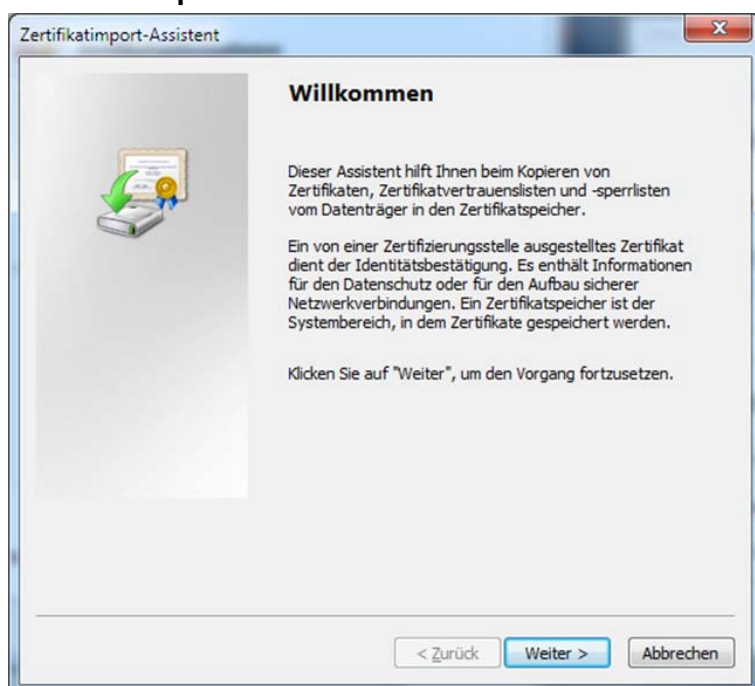 Zertifikatimport-Assistent
Willkommen
Dieser Assistent hilft Ihnen beim Kopieren von
Zertifikaten, Zertifikatvertrauenslisten und -sperrlisten
vom Datenträger in den Zertifikatspeicher.
Ein von einer Zertifizierungsstelle ausgestelltes Zertifikat
dient der Identitätsbestätigung. Es enthält Informationen
für den Datenschutz oder für den Aufbau sicherer
Netzwerkverbindungen. Ein Zertifikatspeicher ist der
Systembereich, in dem Zertifikate gespeichert werden.
Klicken Sie auf "Weiter", um den Vorgang fortzusetzen.
< Zurück Weiter > Abbrechen